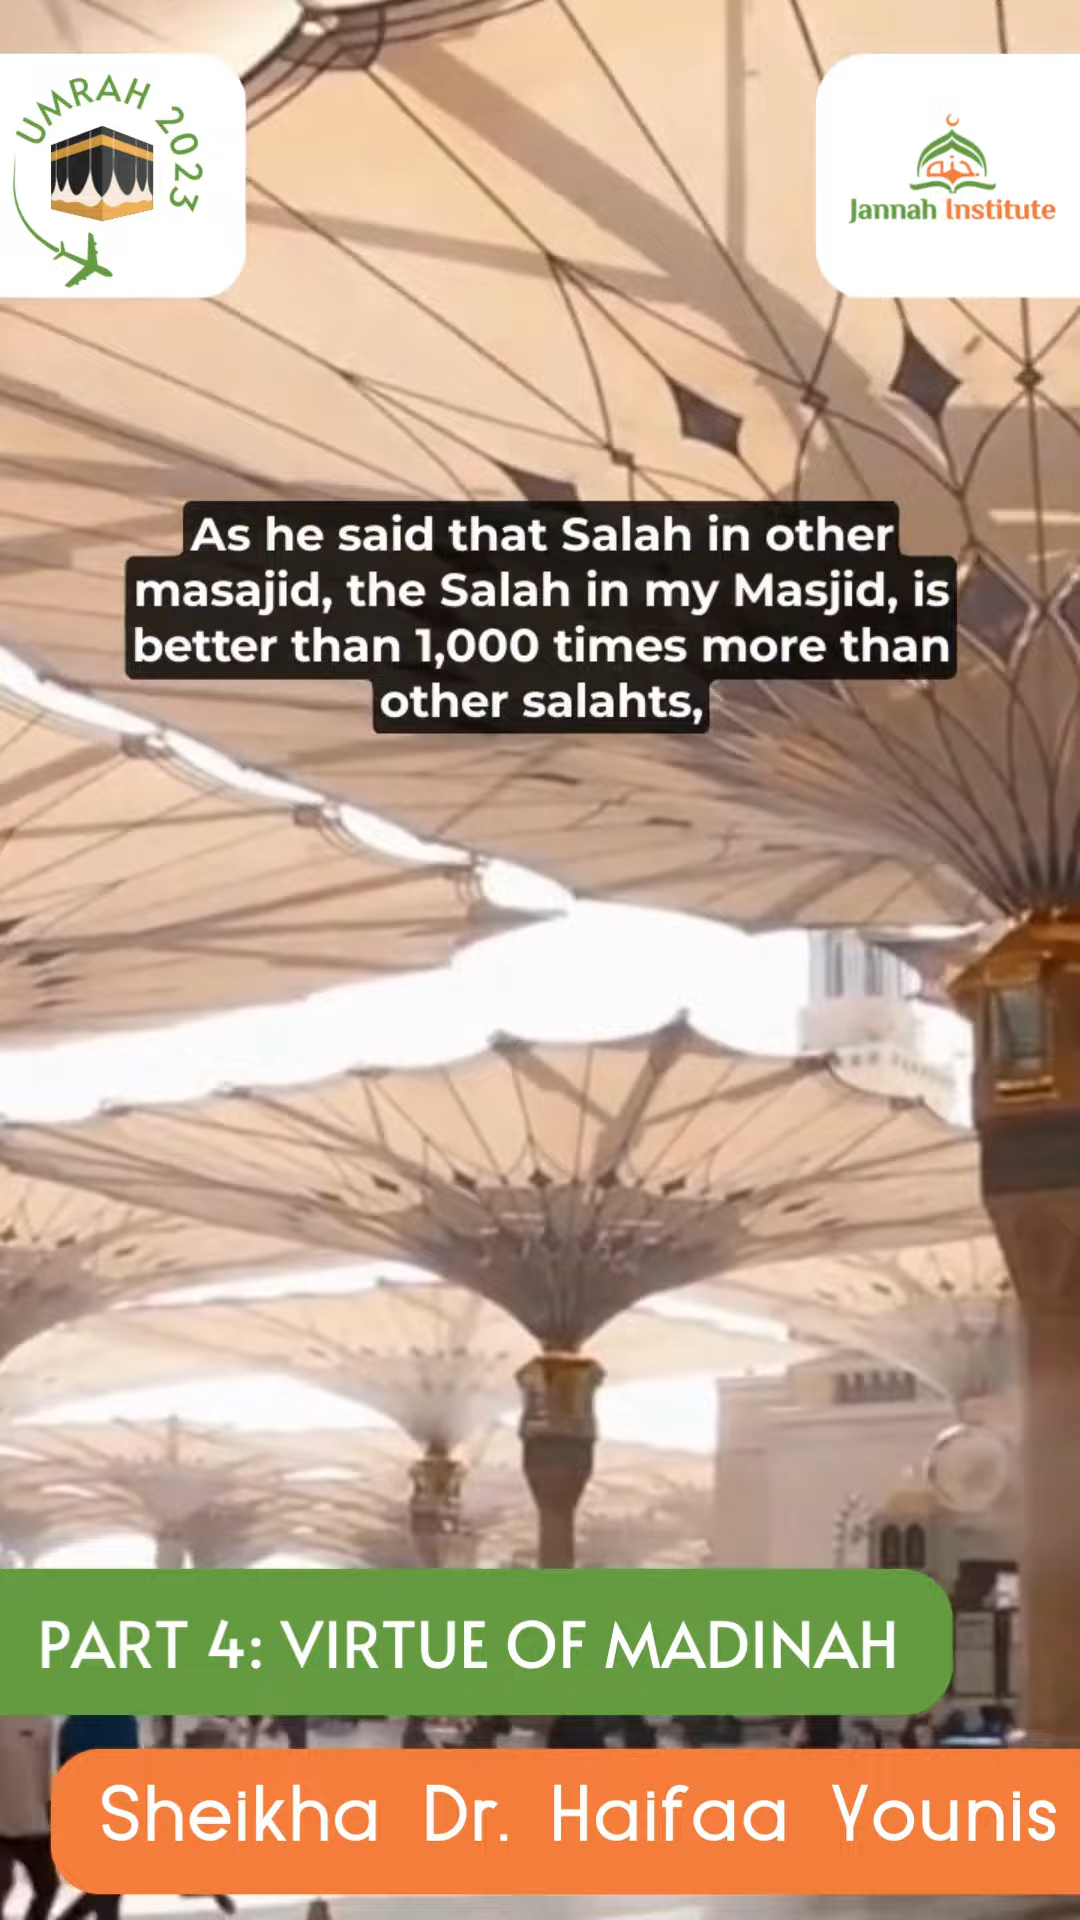 UMRAH 2023
جنة
Jannah Institute
As he said that Salah in other
masajid, the Salah in my Masjid, is
better than 1,000 times more than
other salahts,
PART 4: VIRTUE OF MADINAH
Sheikha Dr. Haifaa Younis